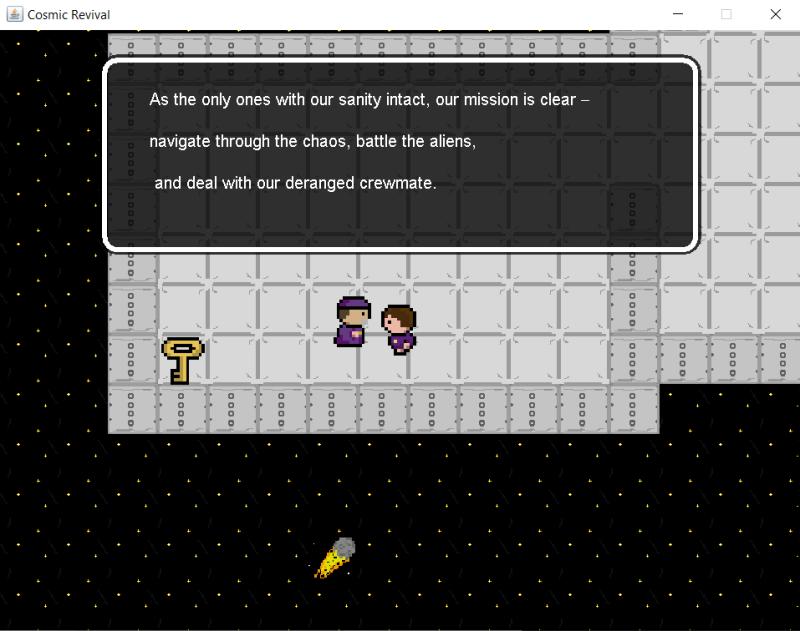 Cosmic Revival
As the only ones with our sanity intact, our mission is clear –
navigate through the chaos, battle the aliens,
and deal with our deranged crewmate.